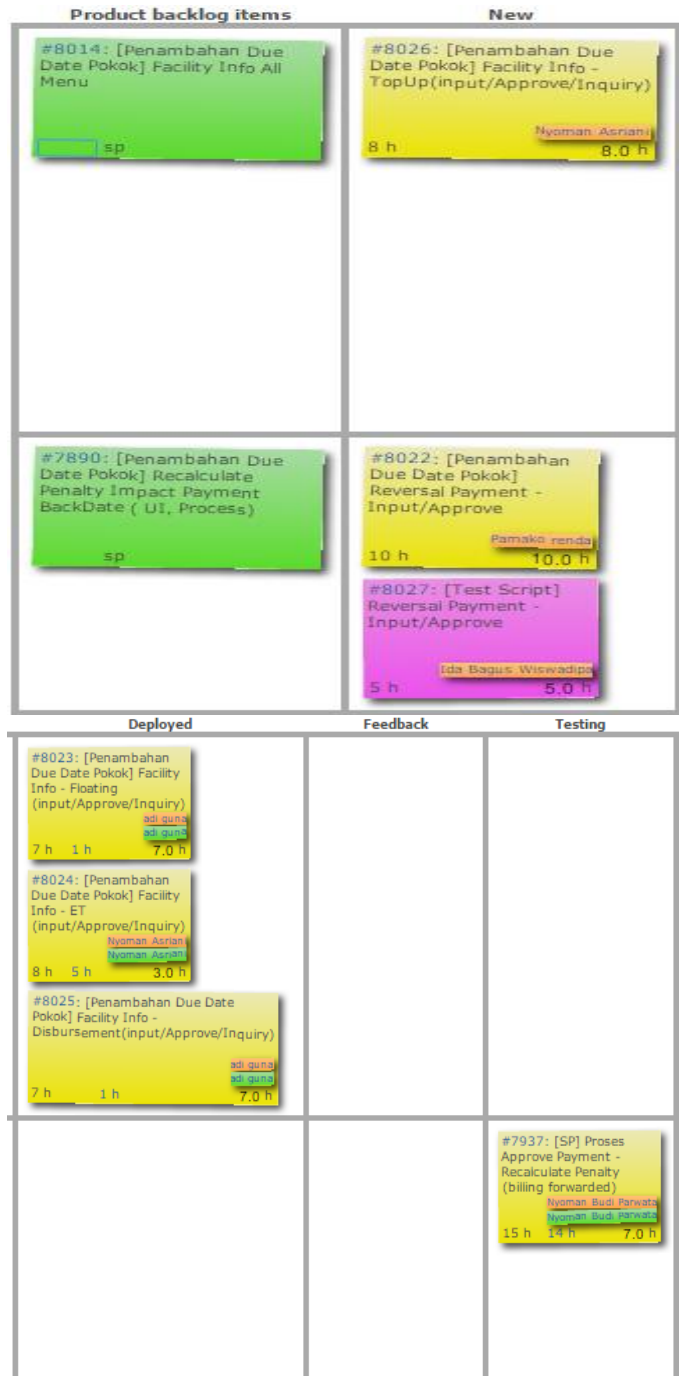 Product backlog items
New
#8014: [Penambahan Due
Date Pokok] Facility Info All
Menu
sp
#8026: [Penambahan Due
Date Pokok] Facility Info -
TopUp(input/Approve/Inquiry)
Nyoman Asriani
8 h
8.0 h
#7890: [Penambahan Due
Date Pokok] Recalculate
Penalty Impact Payment
BackDate ( UI, Process)
sp
#8022: [Penambahan
Due Date Pokok]
Reversal Payment -
Input/Approve
Pamako renda
10 h
10.0 h
#8027: [Test Script]
Reversal Payment -
Input/Approve
Ida Bagus Wiswadipa
5 h
5.0 h
Deployed
Feedback
Testing
#8023: [Penambahan
Due Date Pokok] Facility
Info - Floating
(input/Approve/Inquiry)
adi guna
adi guna
7 h
1 h
7.0 h
#8024: [Penambahan
Due Date Pokok] Facility
Info - ET
(input/Approve/Inquiry)
Nyoman Asriani
Nyoman Asriani
8 h
5 h
3.0 h
#8025: [Penambahan Due Date
Pokok] Facility Info -
Disbursement(input/Approve/Inquiry)
adi guna
adi guna
7 h
1 h
7.0 h
#7937: [SP] Proses
Approve Payment -
Recalculate Penalty
(billing forwarded)
Nyoman Budi Parwata
Nyoman Budi Parwata
15 h
14 h
7.0 h